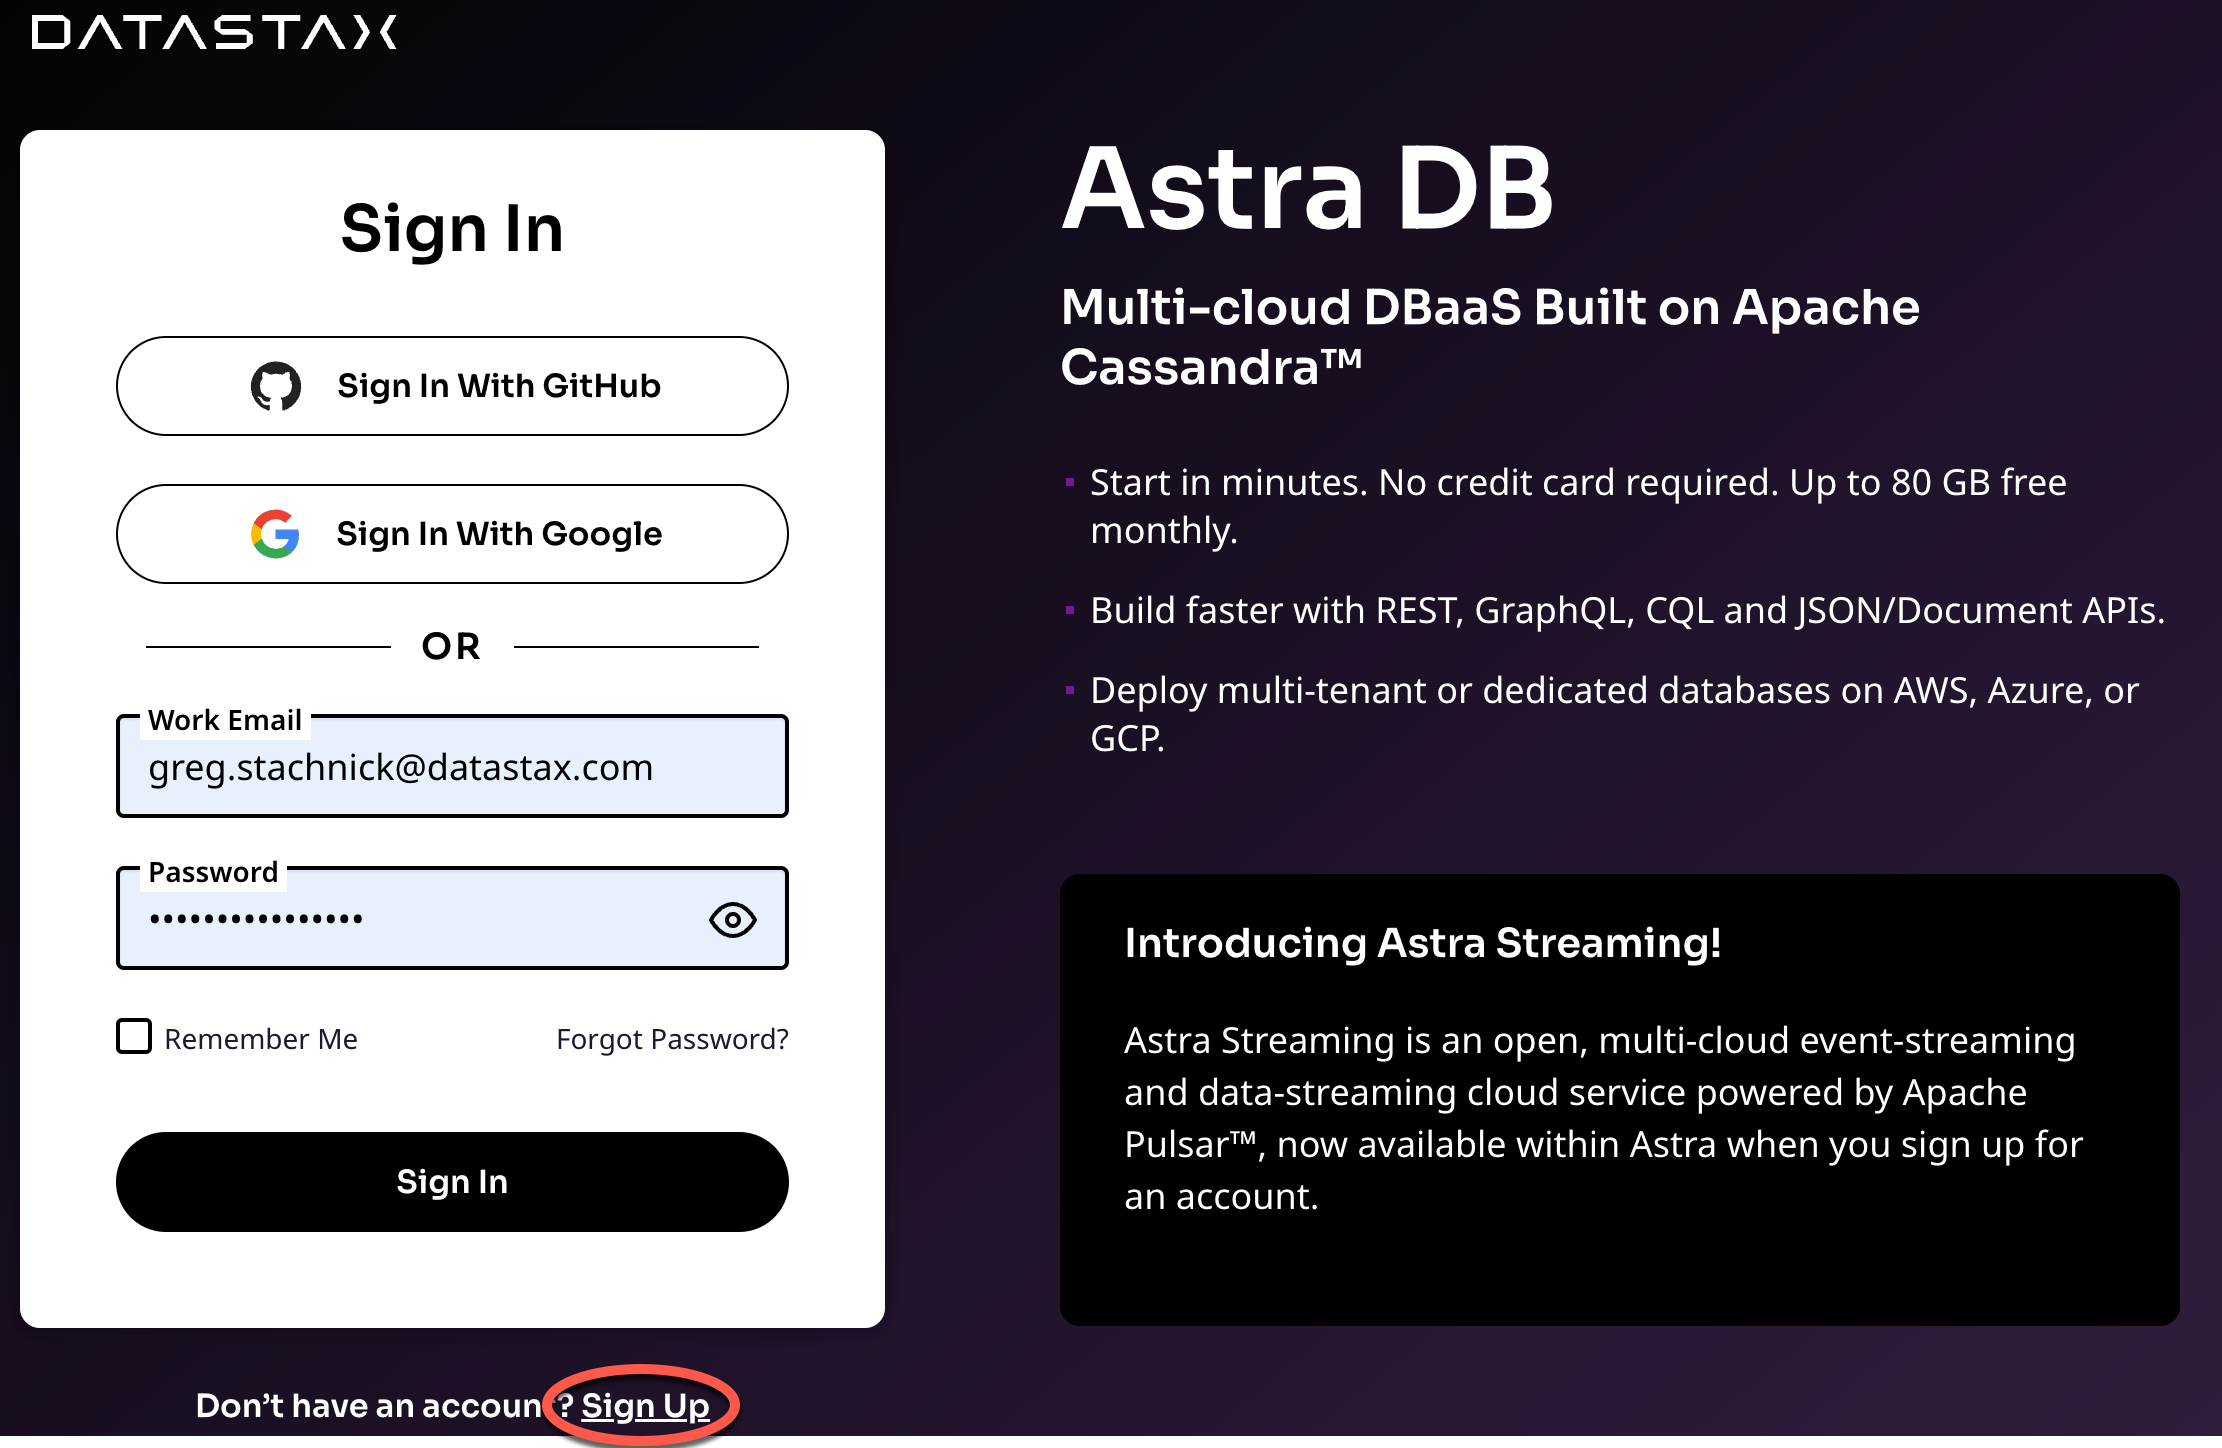 DATASTAX
Sign In
Sign In With GitHub
Sign In With Google
OR
Work Email
greg.stachnick@datastax.com
Password
••••••••••••••••
Remember Me
Forgot Password?
Sign In
Don't have an account? Sign Up
Astra DB
Multi-cloud DBaaS Built on Apache
Cassandra™
▪ Start in minutes. No credit card required. Up to 80 GB free
monthly.
▪ Build faster with REST, GraphQL, CQL and JSON/Document APIs.
▪ Deploy multi-tenant or dedicated databases on AWS, Azure, or
GCP.
Introducing Astra Streaming!
Astra Streaming is an open, multi-cloud event-streaming
and data-streaming cloud service powered by Apache
Pulsar™, now available within Astra when you sign up for
an account.